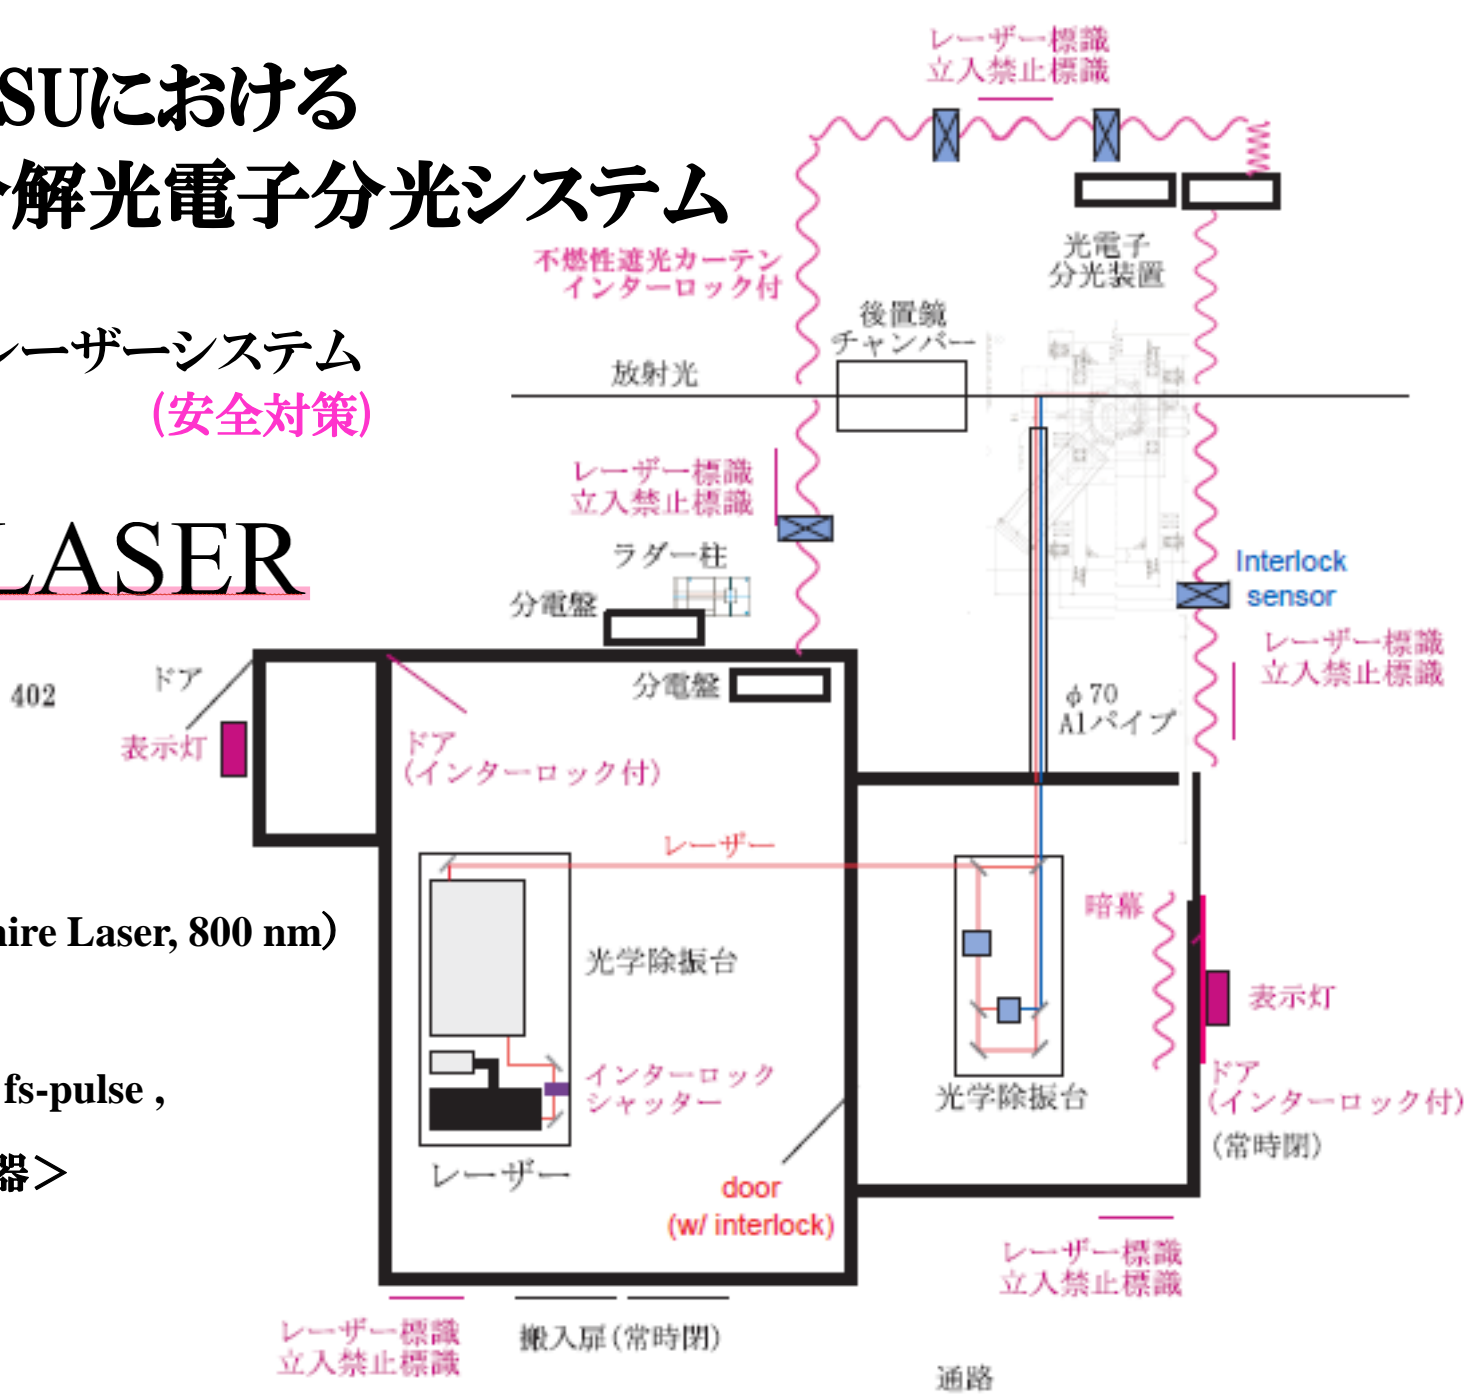 SUにおける
分解光電子分光システム
レーザーシステム
(安全対策)
LASER
402
ire Laser, 800 nm）
fs-pulse ,
器＞
レーザー標識
立入禁止標識
不燃性遮光カーテン
インターロック付
光電子
分光装置
後置鏡
チャンバー
放射光
レーザー標識
立入禁止標識
ラダー柱
分電盤
Interlock
sensor
レーザー標識
立入禁止標識
ドア
表示灯
分電盤
φ70
Alパイプ
ドア
(インターロック付)
レーザー
暗幕
光学除振台
表示灯
インターロック
シャッター
光学除振台
ドア
(インターロック付)
(常時閉)
レーザー
door
(w/ interlock)
レーザー標識
立入禁止標識
レーザー標識
立入禁止標識
搬入扉(常時閉)
通路